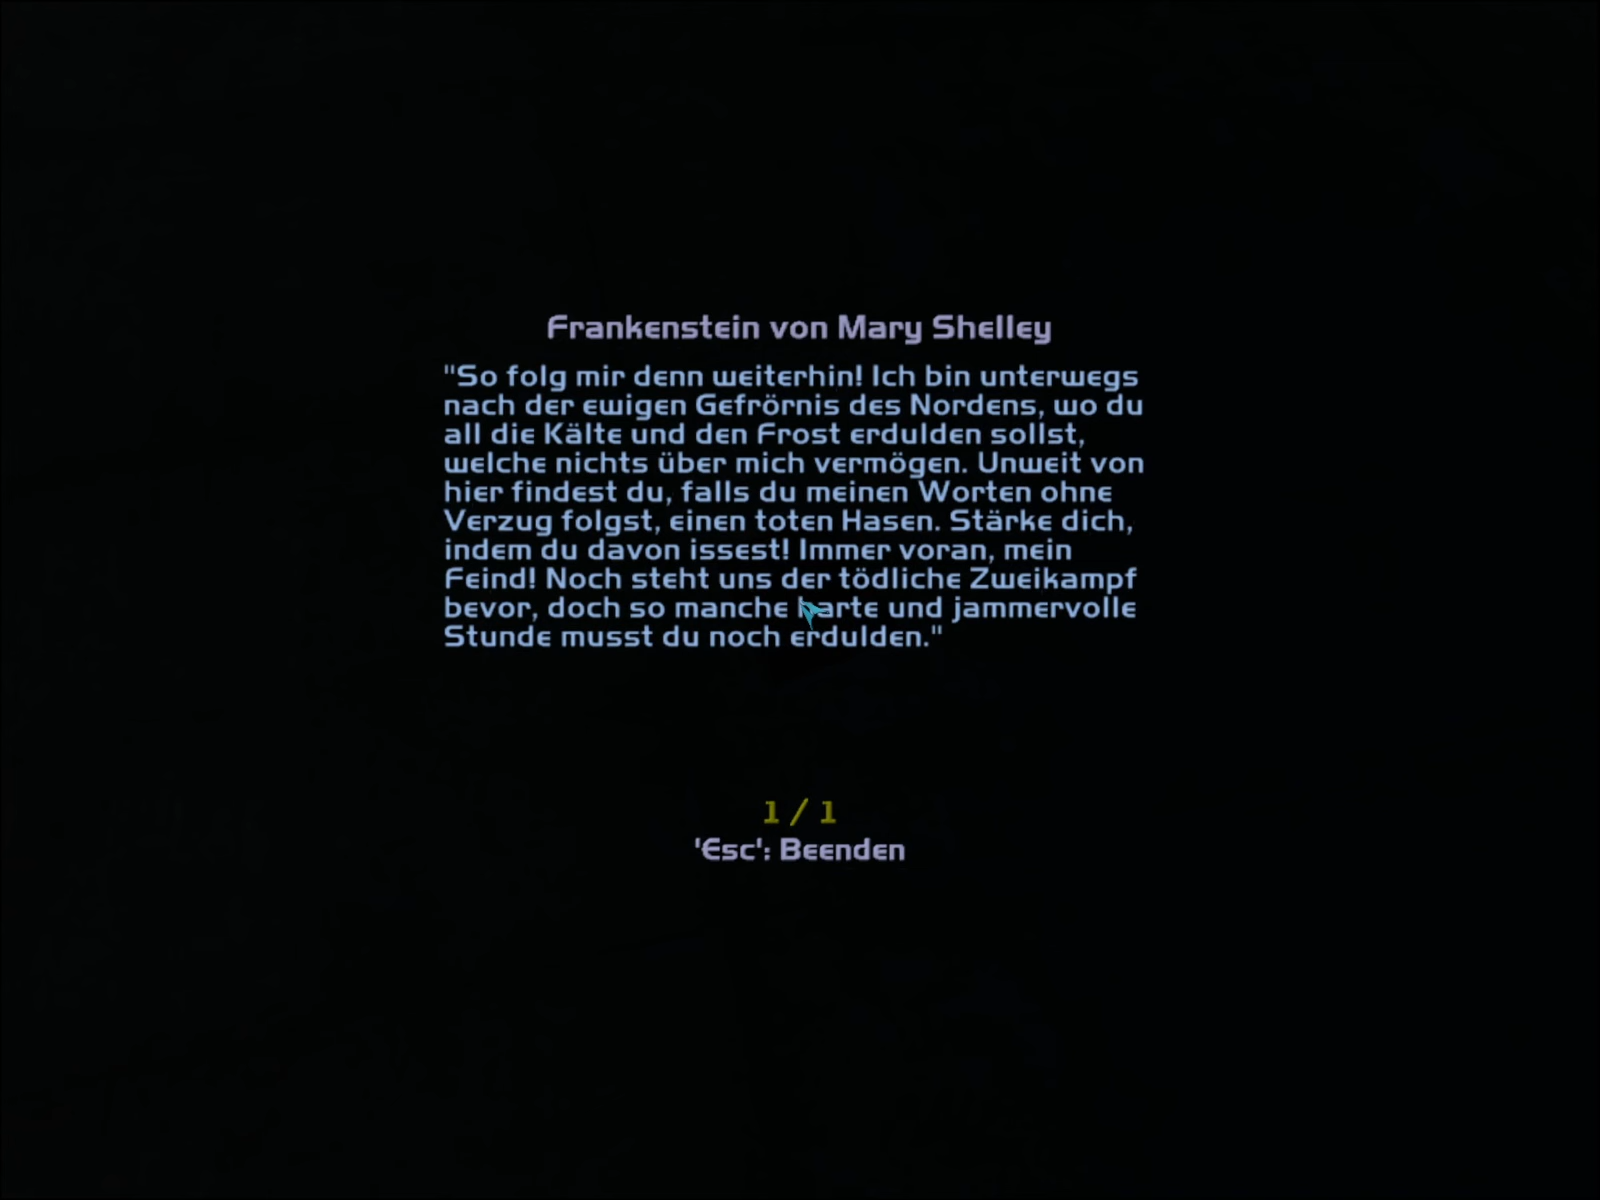 Frankenstein von Mary Shelley
"So folg mir denn weiterhin! Ich bin unterwegs
nach der ewigen Gefrörnis des Nordens, wo du
all die Kälte und den Frost erdulden sollst,
welche nichts über mich vermögen. Unweit von
hier findest du, falls du meinen Worten ohne
Verzug folgst, einen toten Hasen. Stärke dich,
indem du davon issest! Immer voran, mein
Feind! Noch steht uns der tödliche Zweikampf
bevor, doch so manche harte und jammervolle
Stunde musst du noch erdulden."
1 / 1
'Esc': Beenden